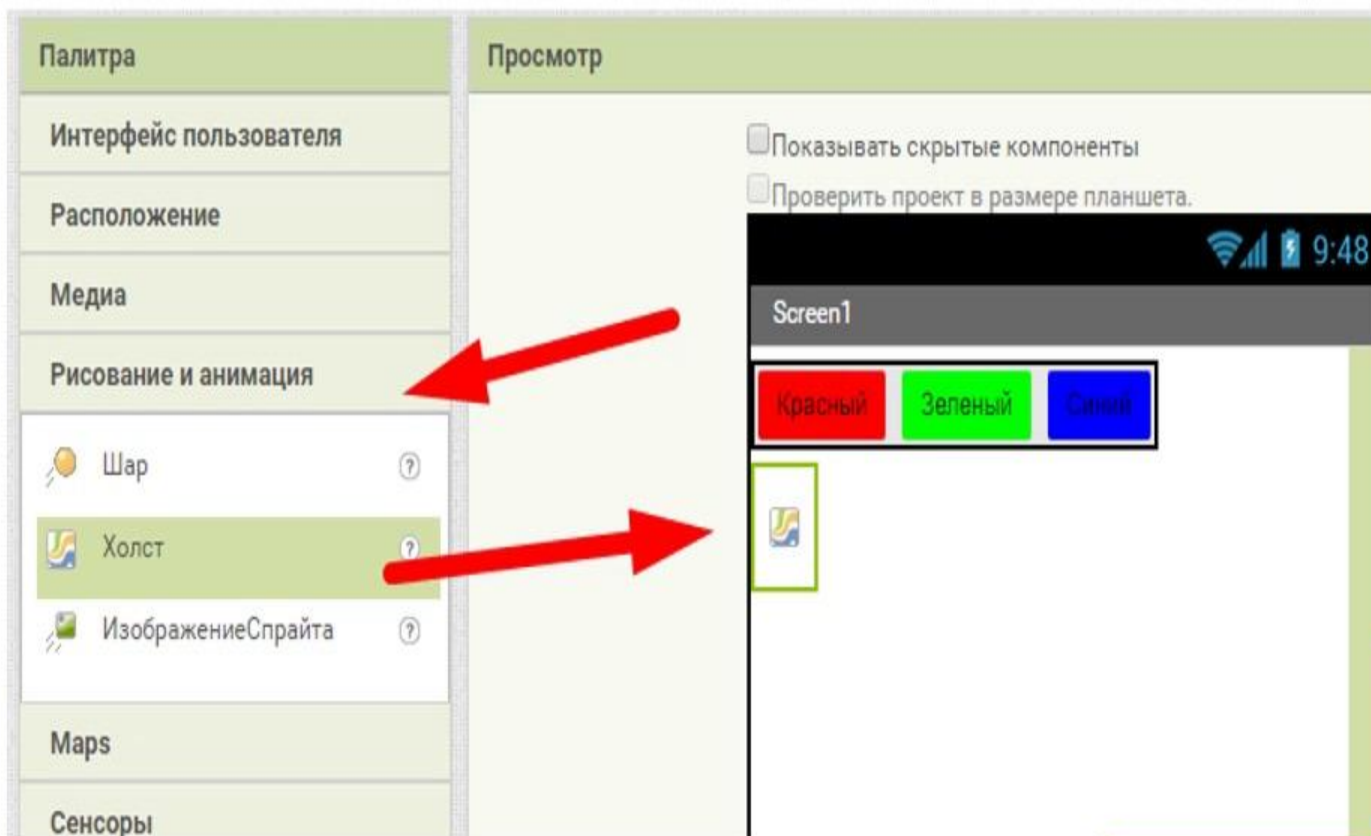 Палитра
Интерфейс пользователя
Расположение
Медиа
Рисование и анимация
Шар ?
Холст ?
ИзображениеСпрайта ?
Maps
Сенсоры
Просмотр
Показывать скрытые компоненты
Проверить проект в размере планшета.
9:48
Screen1
Красный Зеленый Синий